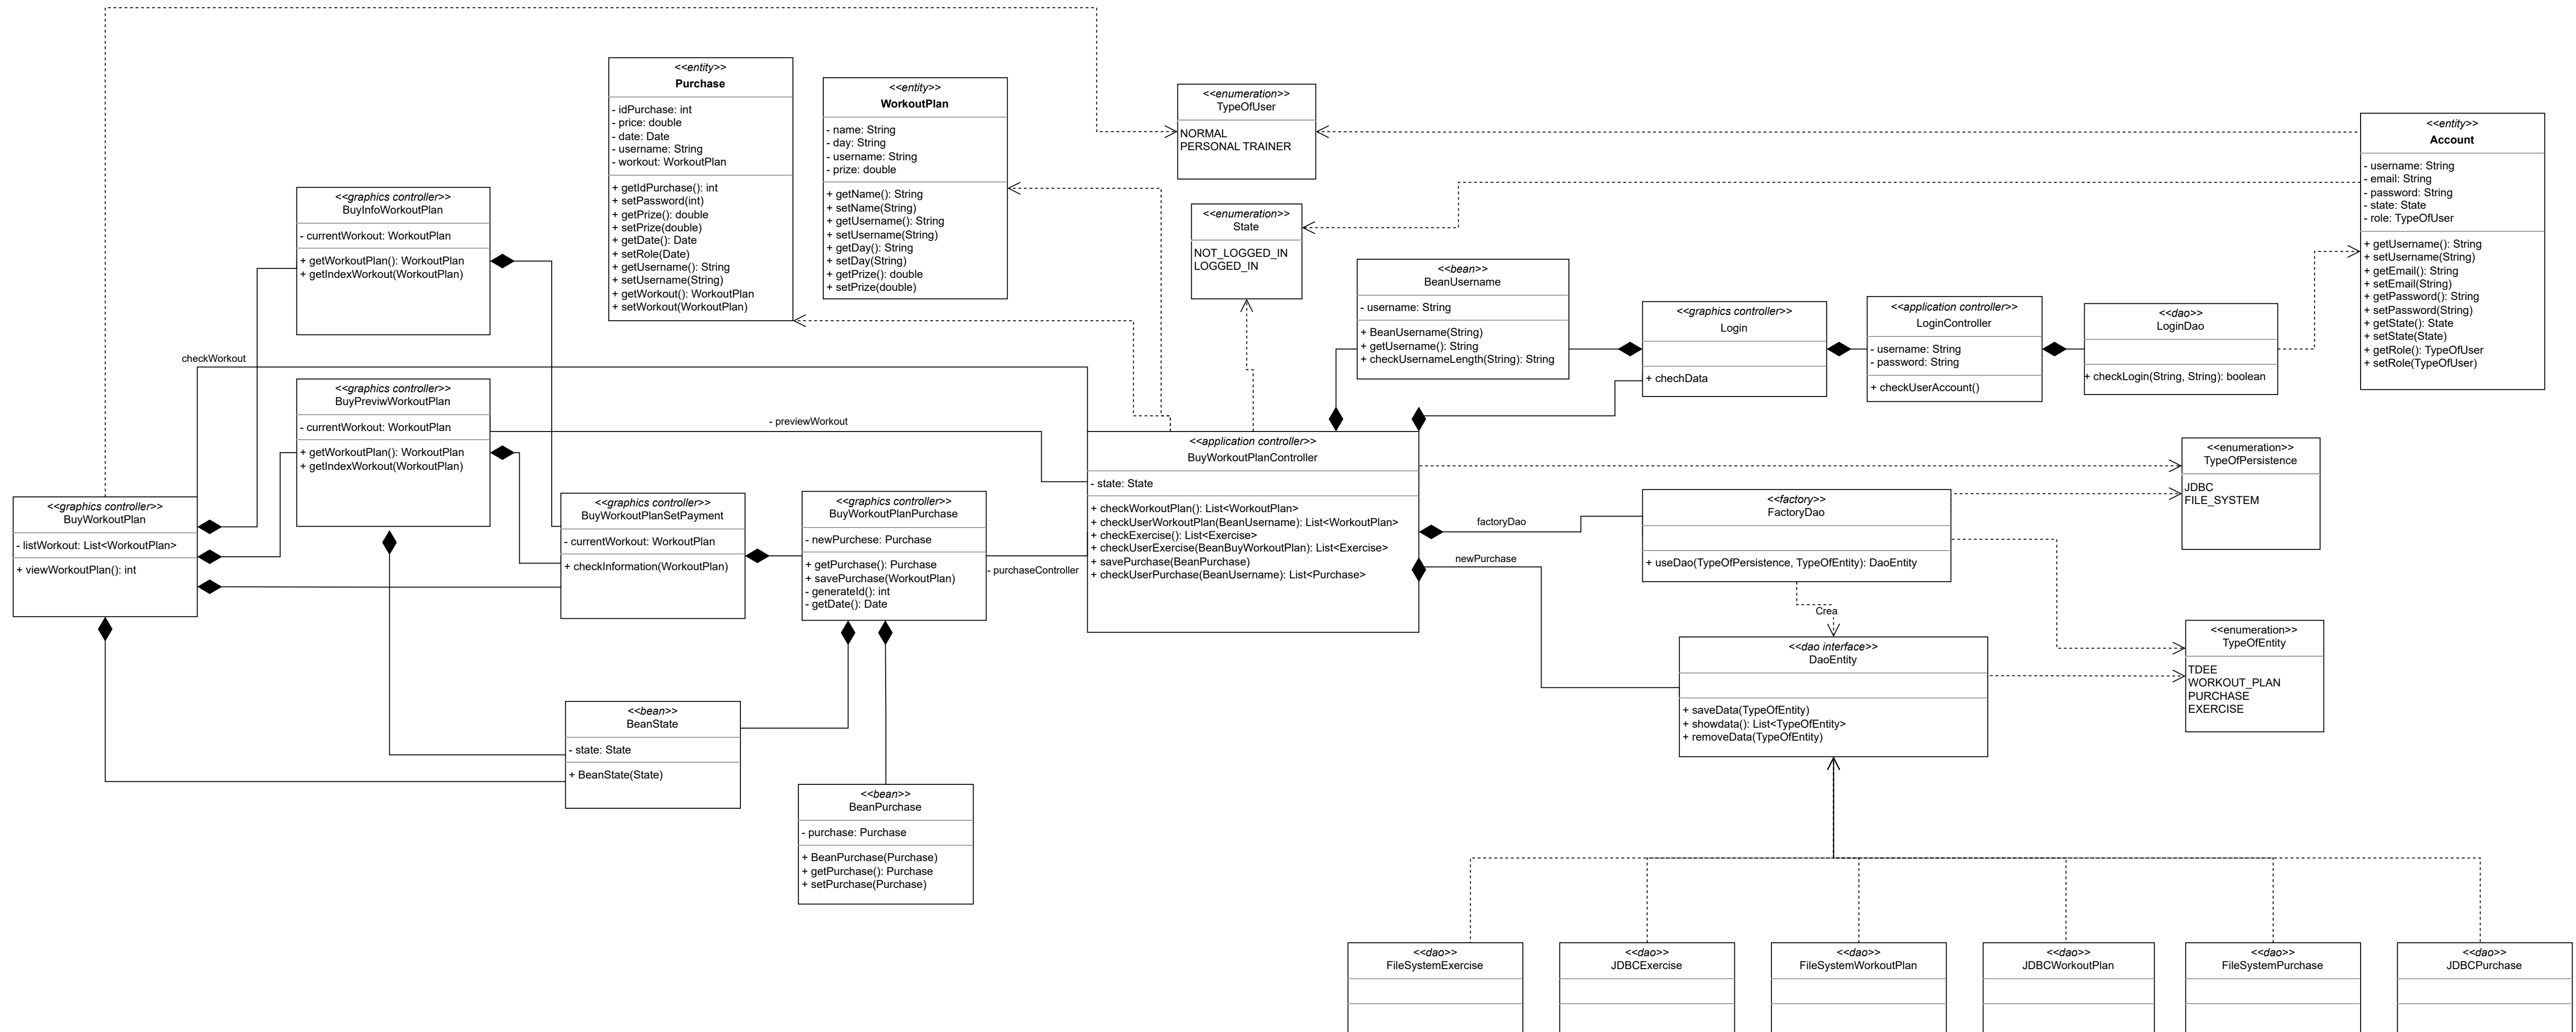 <<entity>>
Purchase
- idPurchase: int
- price: double
- date: Date
- username: String
- workout: WorkoutPlan
+ getIdPurchase(): int
+ setPassword(int)
+ getPrize(): double
+ setPrize(double)
+ getDate(): Date
+ setRole(Date)
+ getUsername(): String
+ setUsername(String)
+ getWorkout(): WorkoutPlan
+ setWorkout(WorkoutPlan)
<<entity>>
WorkoutPlan
- name: String
- day: String
- username: String
- prize: double
+ getName(): String
+ setName(String)
+ getUsername(): String
+ setUsername(String)
+ getDay(): String
+ setDay(String)
+ getPrize(): double
+ setPrize(double)
<<enumeration>>
TypeOfUser
NORMAL
PERSONAL TRAINER
<<enumeration>>
State
NOT_LOGGED_IN
LOGGED_IN
<<entity>>
Account
- username: String
- email: String
- password: String
- state: State
- role: TypeOfUser
+ getUsername(): String
+ setUsername(String)
+ getEmail(): String
+ setEmail(String)
+ getPassword(): String
+ setPassword(String)
+ getState(): State
+ setState(State)
+ getRole(): TypeOfUser
+ setRole(TypeOfUser)
<<graphics controller>>
BuyInfoWorkoutPlan
- currentWorkout: WorkoutPlan
+ getWorkoutPlan(): WorkoutPlan
+ getIndexWorkout(WorkoutPlan)
<<bean>>
BeanUsername
- username: String
+ BeanUsername(String)
+ getUsername(): String
+ checkUsernameLength(String): String
<<graphics controller>>
Login
+ chechData
<<application controller>>
LoginController
- username: String
- password: String
+ checkUserAccount()
<<dao>>
LoginDao
+ checkLogin(String, String): boolean
checkWorkout
<<graphics controller>>
BuyPreviwWorkoutPlan
- currentWorkout: WorkoutPlan
+ getWorkoutPlan(): WorkoutPlan
+ getIndexWorkout(WorkoutPlan)
- previewWorkout
<<application controller>>
BuyWorkoutPlanController
- state: State
+ checkWorkoutPlan(): List<WorkoutPlan>
+ checkUserWorkoutPlan(BeanUsername): List<WorkoutPlan>
+ checkExercise(): List<Exercise>
+ checkUserExercise(BeanBuyWorkoutPlan): List<Exercise>
+ savePurchase(BeanPurchase)
+ checkUserPurchase(BeanUsername): List<Purchase>
<<enumeration>>
TypeOfPersistence
JDBC
FILE_SYSTEM
<<graphics controller>>
BuyWorkoutPlan
- listWorkout: List<WorkoutPlan>
+ viewWorkoutPlan(): int
<<graphics controller>>
BuyWorkoutPlanSetPayment
- currentWorkout: WorkoutPlan
+ checkInformation(WorkoutPlan)
<<graphics controller>>
BuyWorkoutPlanPurchase
- newPurchese: Purchase
+ getPurchase(): Purchase
+ savePurchase(WorkoutPlan)
- generateId(): int
- getDate(): Date
- purchaseController
factoryDao
<<factory>>
FactoryDao
+ useDao(TypeOfPersistence, TypeOfEntity): DaoEntity
newPurchase
Crea
<<dao interface>>
DaoEntity
+ saveData(TypeOfEntity)
+ showdata(): List<TypeOfEntity>
+ removeData(TypeOfEntity)
<<enumeration>>
TypeOfEntity
TDEE
WORKOUT_PLAN
PURCHASE
EXERCISE
<<bean>>
BeanState
- state: State
+ BeanState(State)
<<bean>>
BeanPurchase
- purchase: Purchase
+ BeanPurchase(Purchase)
+ getPurchase(): Purchase
+ setPurchase(Purchase)
<<dao>>
FileSystemExercise
<<dao>>
JDBCExercise
<<dao>>
FileSystemWorkoutPlan
<<dao>>
JDBCWorkoutPlan
<<dao>>
FileSystemPurchase
<<dao>>
JDBCPurchase